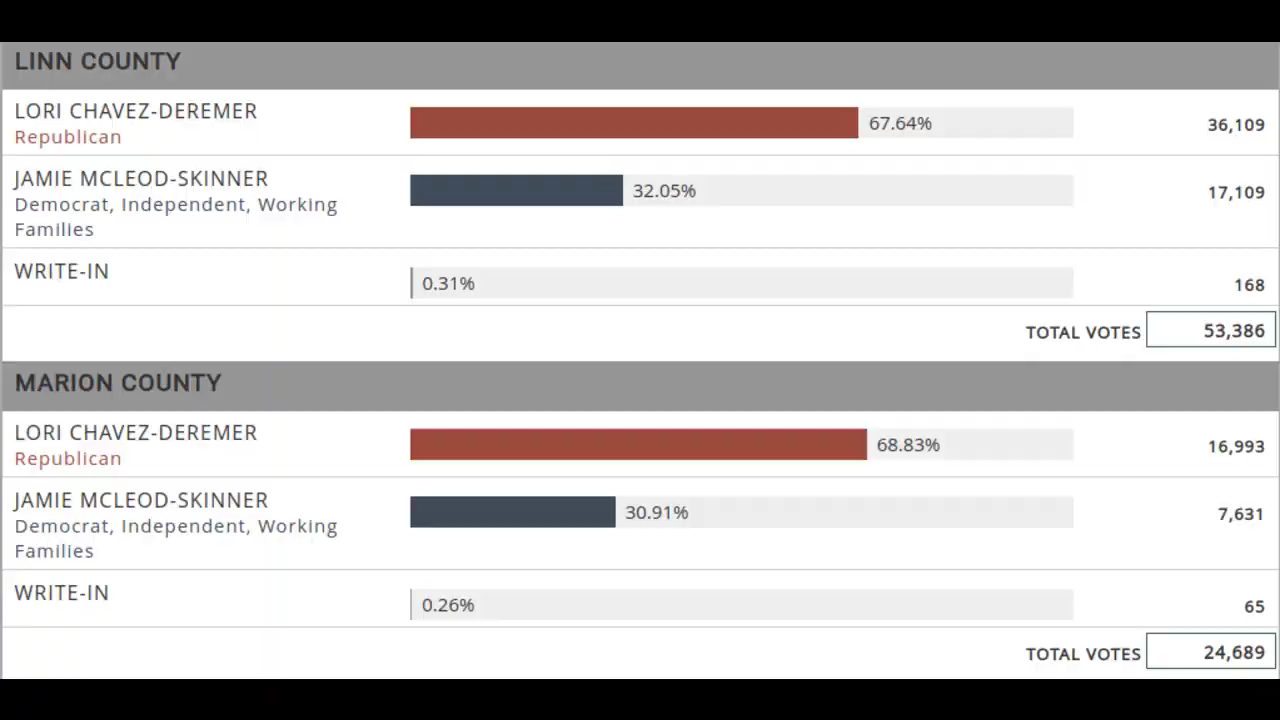 LINN COUNTY
LORI CHAVEZ-DEREMER
Republican
67.64%
36,109
JAMIE MCLEOD-SKINNER
Democrat, Independent, Working
Families
32.05%
17,109
WRITE-IN
0.31%
168
TOTAL VOTES 53,386
MARION COUNTY
LORI CHAVEZ-DEREMER
Republican
68.83%
16,993
JAMIE MCLEOD-SKINNER
Democrat, Independent, Working
Families
30.91%
7,631
WRITE-IN
0.26%
65
TOTAL VOTES 24,689